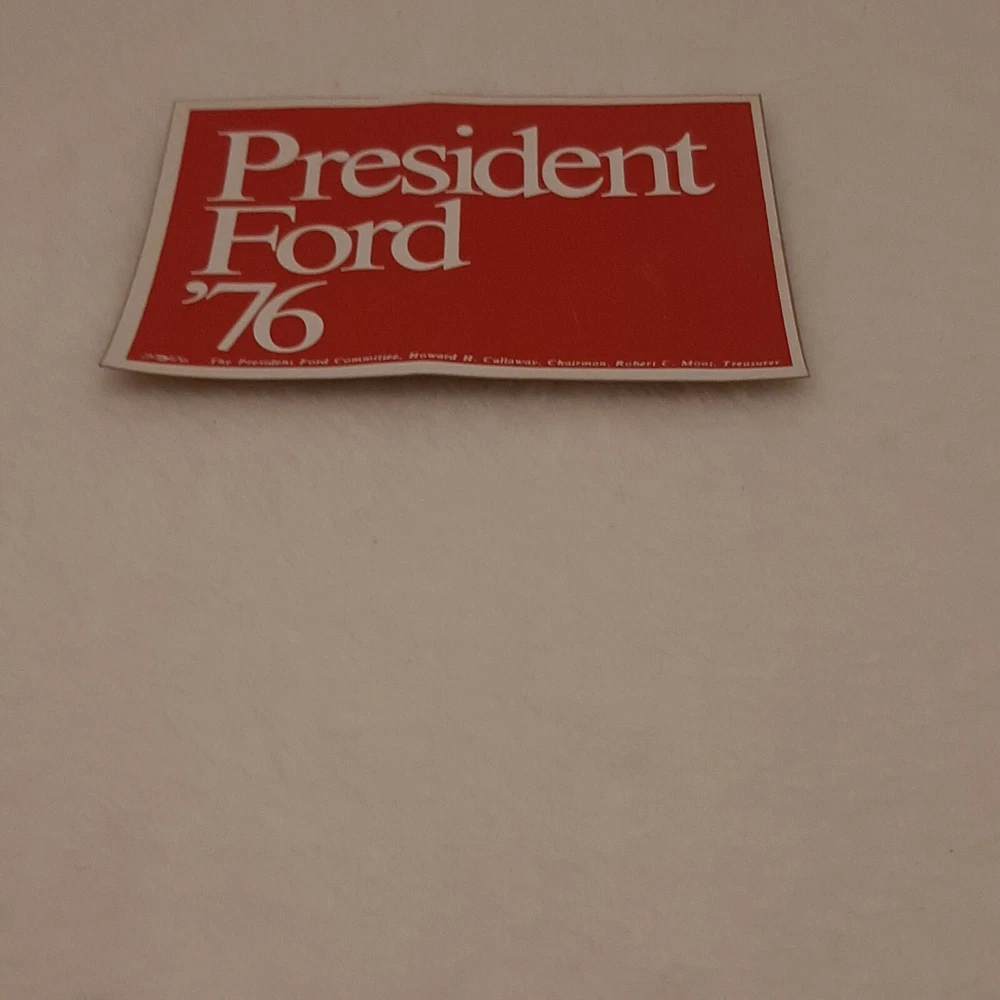 President
Ford
’76
The President Ford Committee, Howard H. Callaway, Chairman, Robert C. Moot, Treasurer